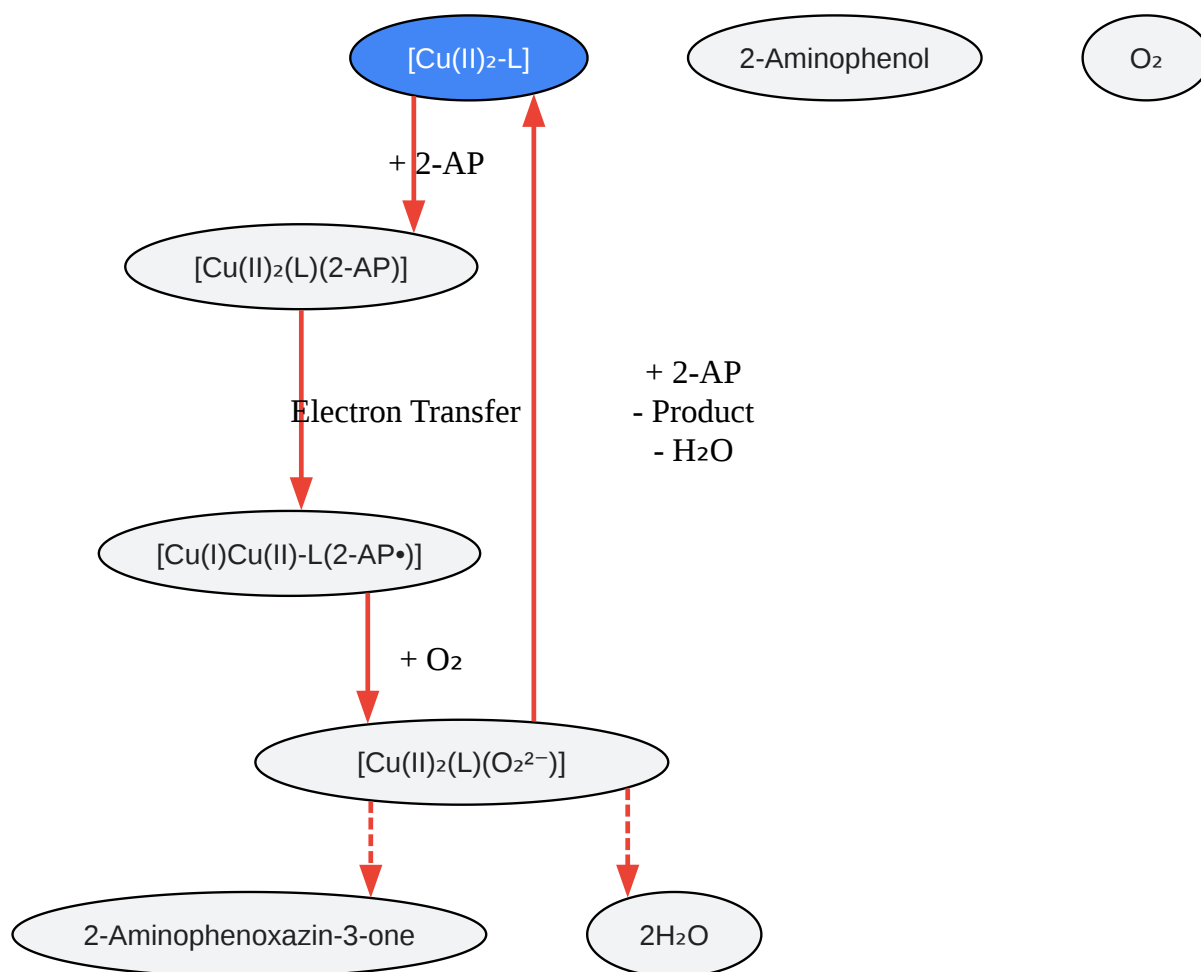 [Cu(II)₂-L]
2-Aminophenol
O₂
+ 2-AP
[Cu(II)₂(L)(2-AP)]
+ 2-AP
- Product
- H₂O
Electron Transfer
[Cu(I)Cu(II)-L(2-AP•)]
+ O₂
[Cu(II)₂(L)(O₂²⁻)]
2-Aminophenoxazin-3-one
2H₂O